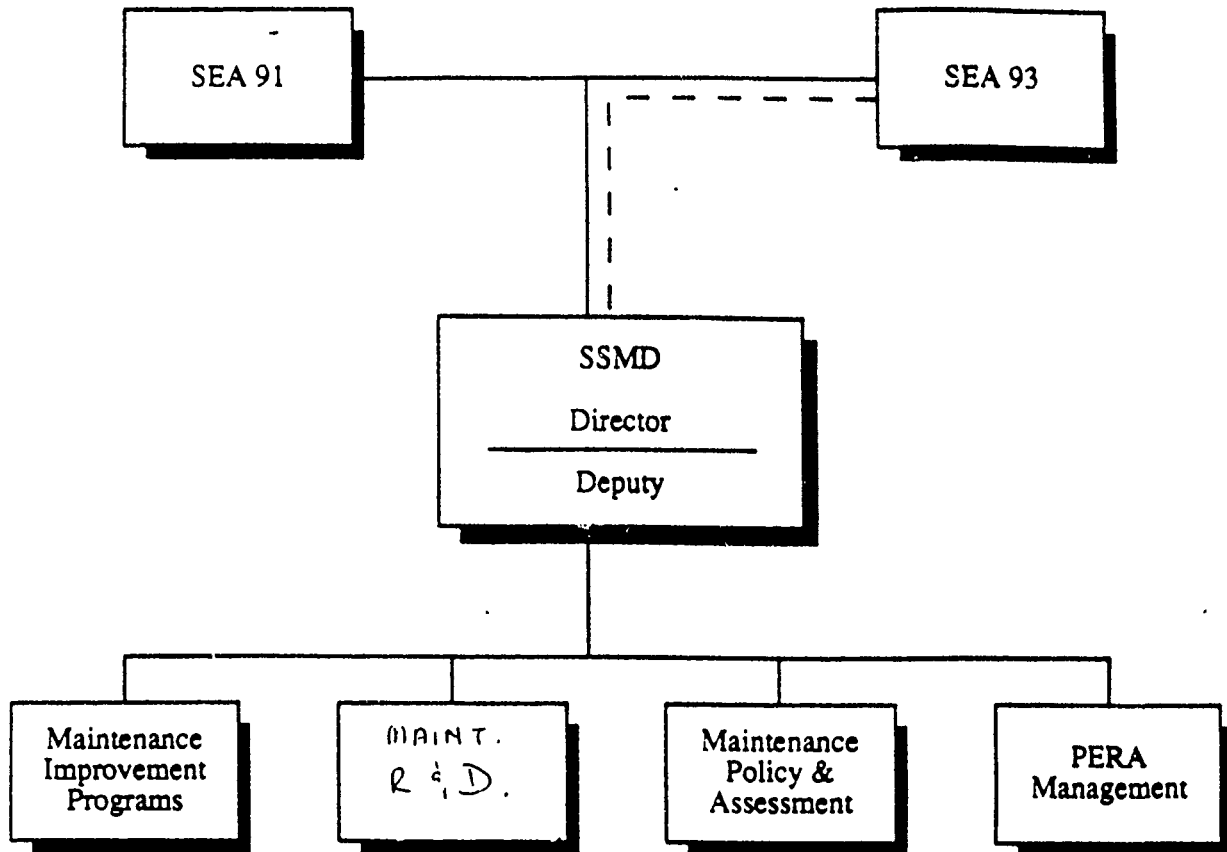 SEA 91
SEA 93
SSMD
Director
Deputy
Maintenance
Improvement
Programs
MAINT.
R & D.
Maintenance
Policy &
Assessment
PERA
Management